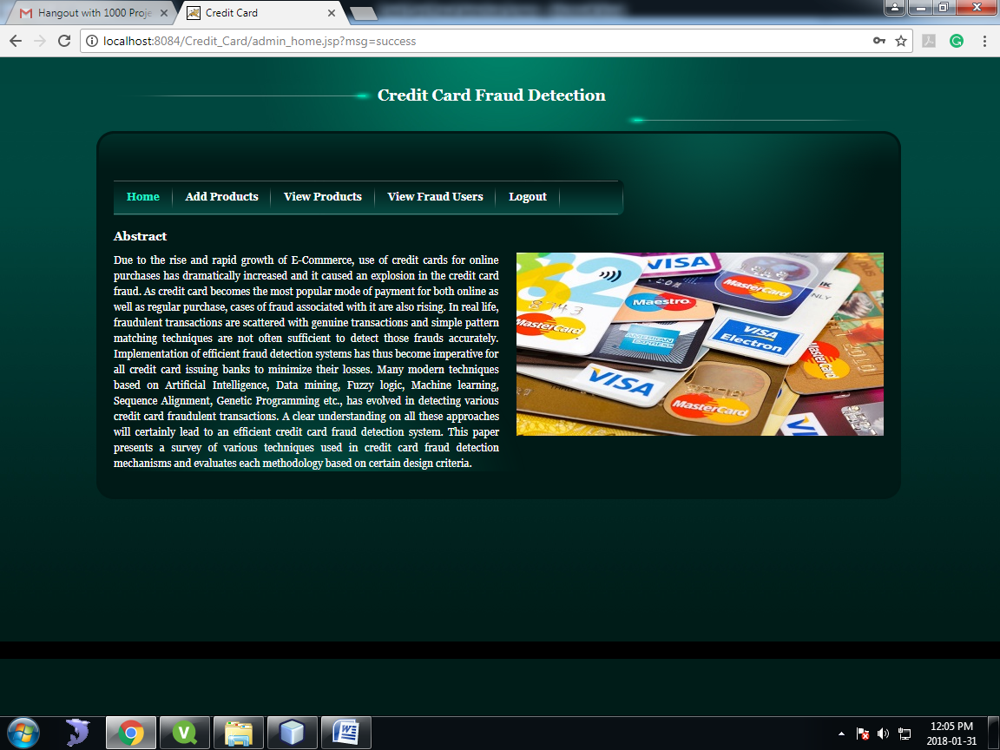 Hangout with 1000 Proje
Credit Card
localhost:8084/Credit_Card/admin_home.jsp?msg=success
Credit Card Fraud Detection
Home
Add Products
View Products
View Fraud Users
Logout
Abstract
Due to the rise and rapid growth of E-Commerce, use of credit cards for online
purchases has dramatically increased and it caused an explosion in the credit card
fraud. As credit card becomes the most popular mode of payment for both online as
well as regular purchase, cases of fraud associated with it are also rising. In real life,
fraudulent transactions are scattered with genuine transactions and simple pattern
matching techniques are not often sufficient to detect those frauds accurately.
Implementation of efficient fraud detection systems has thus become imperative for
all credit card issuing banks to minimize their losses. Many modern techniques
based on Artificial Intelligence, Data mining, Fuzzy logic, Machine learning,
Sequence Alignment, Genetic Programming etc., has evolved in detecting various
credit card fraudulent transactions. A clear understanding on all these approaches
will certainly lead to an efficient credit card fraud detection system. This paper
presents a survey of various techniques used in credit card fraud detection
mechanisms and evaluates each methodology based on certain design criteria.
VISA
MasterCard
NLY
Maestro
8743
MasterCard
AMERICAN
EXPRESS
VISA
Electron
MasterCard
VISA
MasterCard
VI
12:05 PM
2018-01-31